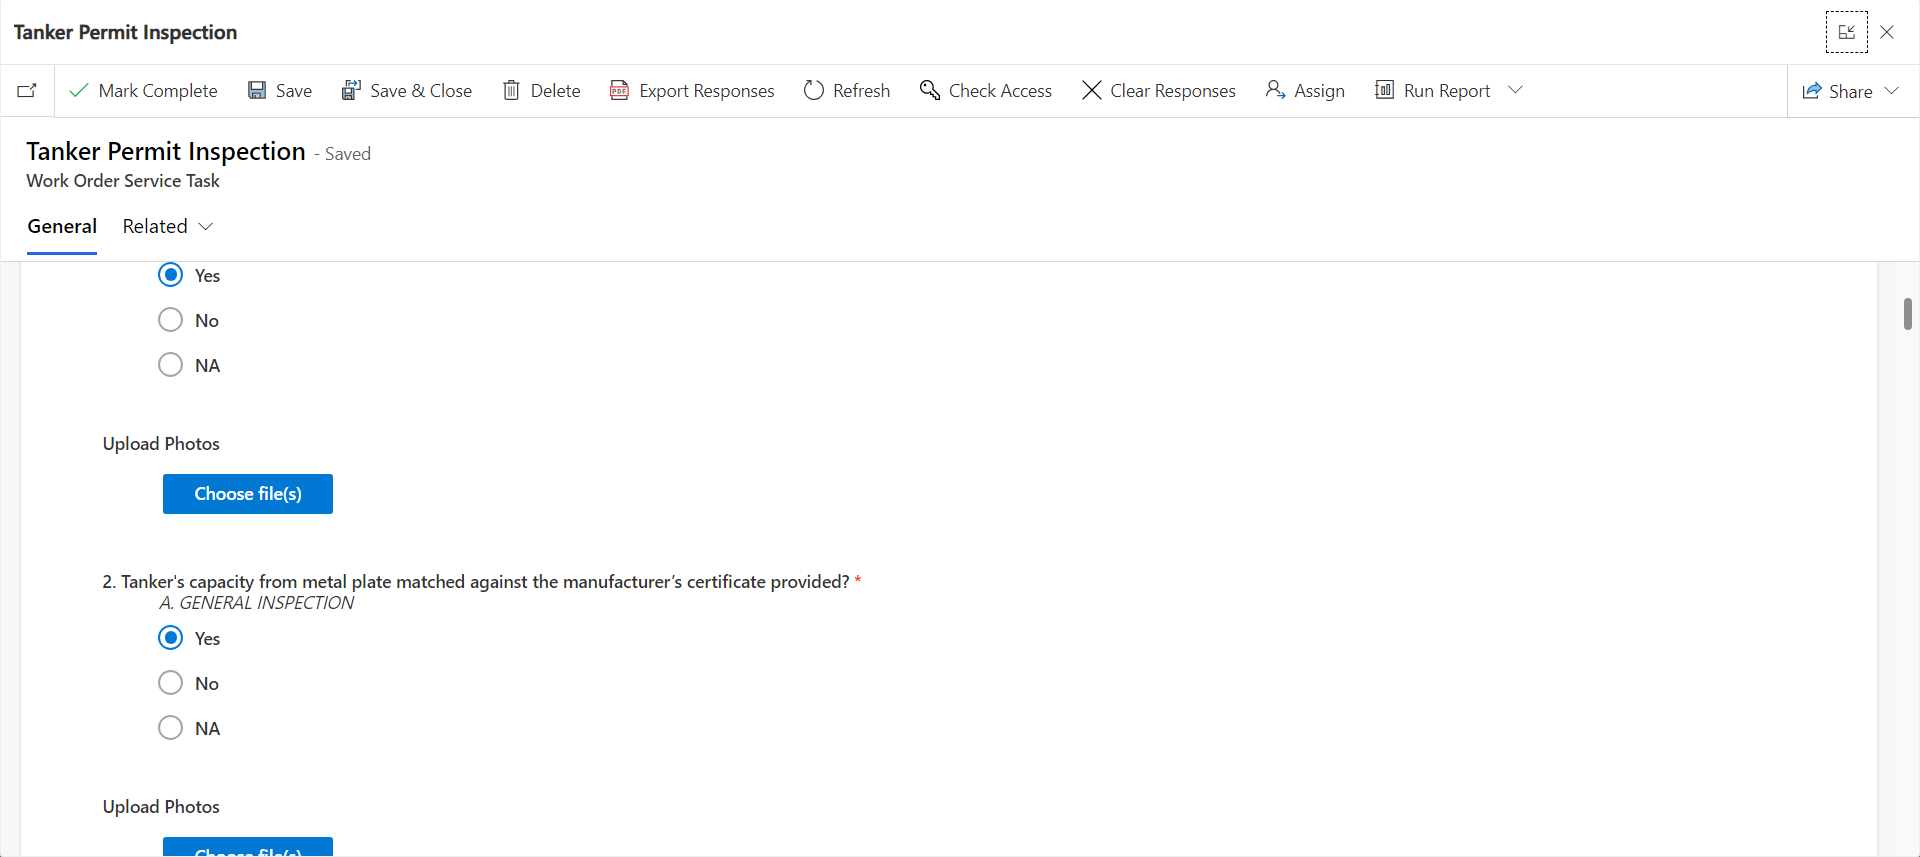 Tanker Permit Inspection
Mark Complete Save Save & Close Delete Export Responses Refresh Check Access Clear Responses Assign Run Report Share
Tanker Permit Inspection - Saved
Work Order Service Task
General Related
Yes
No
NA
Upload Photos
Choose file(s)
2. Tanker's capacity from metal plate matched against the manufacturer’s certificate provided? *
A. GENERAL INSPECTION
Yes
No
NA
Upload Photos
Choose file(s)